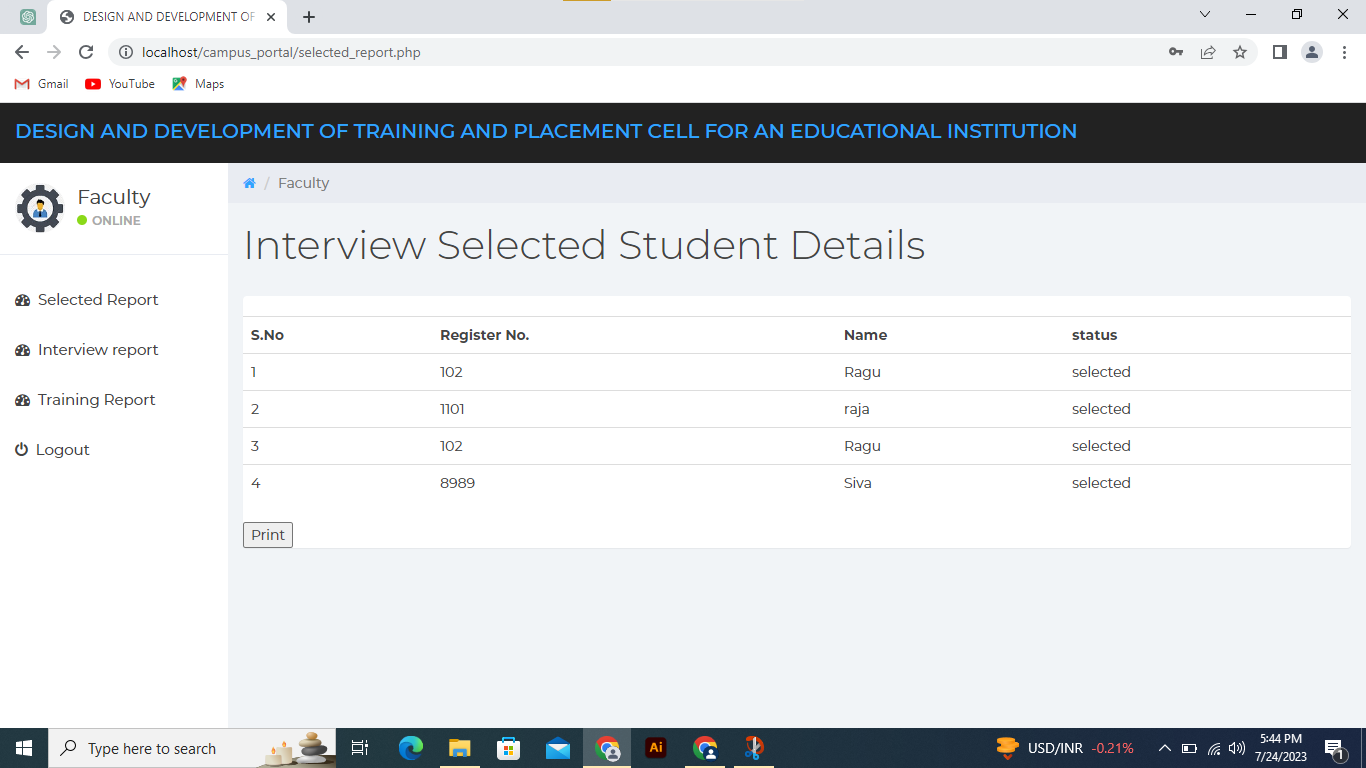 DESIGN AND DEVELOPMENT OF
localhost/campus_portal/selected_report.php
Gmail YouTube Maps
DESIGN AND DEVELOPMENT OF TRAINING AND PLACEMENT CELL FOR AN EDUCATIONAL INSTITUTION
Faculty
ONLINE
Selected Report
Interview report
Training Report
Logout
/ Faculty
Interview Selected Student Details
S.No Register No. Name status
1 102 Ragu selected
2 1101 raja selected
3 102 Ragu selected
4 8989 Siva selected
Print
Type here to search
Ai
USD/INR -0.21%
5:44 PM
7/24/2023
1